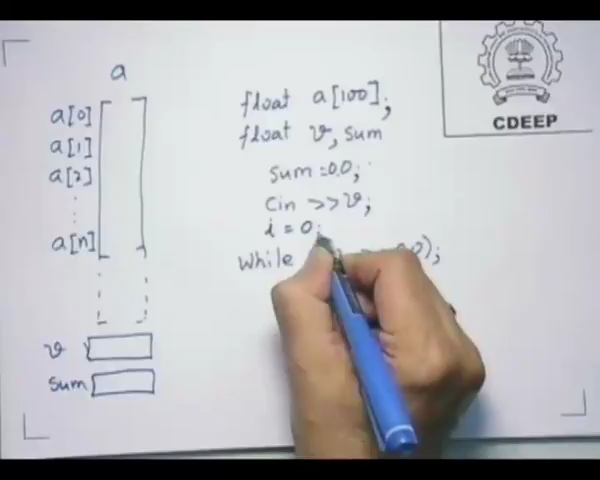 a
a[0]
a[1]
a[2]
a[n]
v
sum
float a[100];
float v, sum
sum = 0.0;
cin >> v;
i = 0;
while
CDEEP